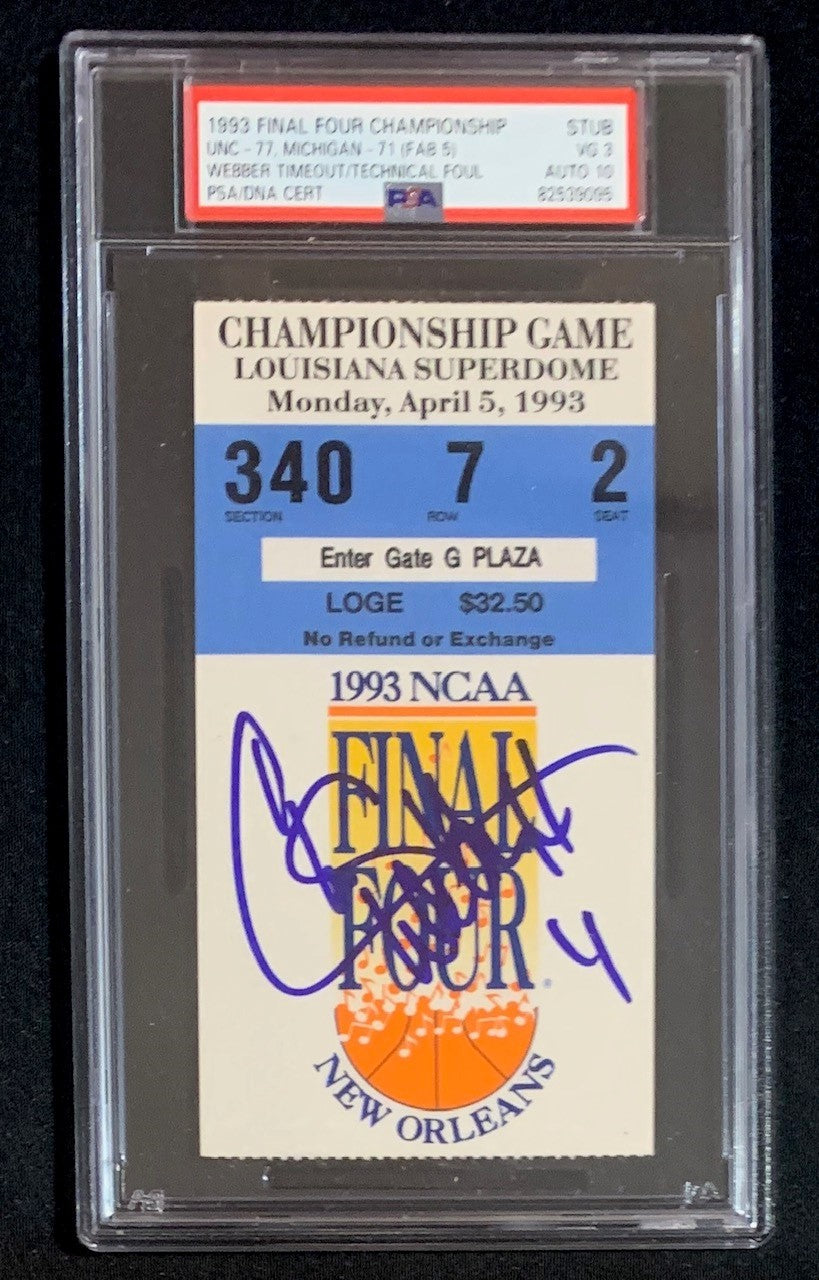 1993 FINAL FOUR CHAMPIONSHIP STUB
UNC - 77, MICHIGAN - 71 (FAB 5) VG 3
WEBBER TIMEOUT/TECHNICAL FOUL AUTO 10
PSA/DNA CERT PSA 82539095
CHAMPIONSHIP GAME
LOUISIANA SUPERDOME
Monday, April 5, 1993
340 7 2
SECTION ROW SEAT
Enter Gate G PLAZA
LOGE $32.50
No Refund or Exchange
1993 NCAA
FINAL
FOUR
4
NEW ORLEANS